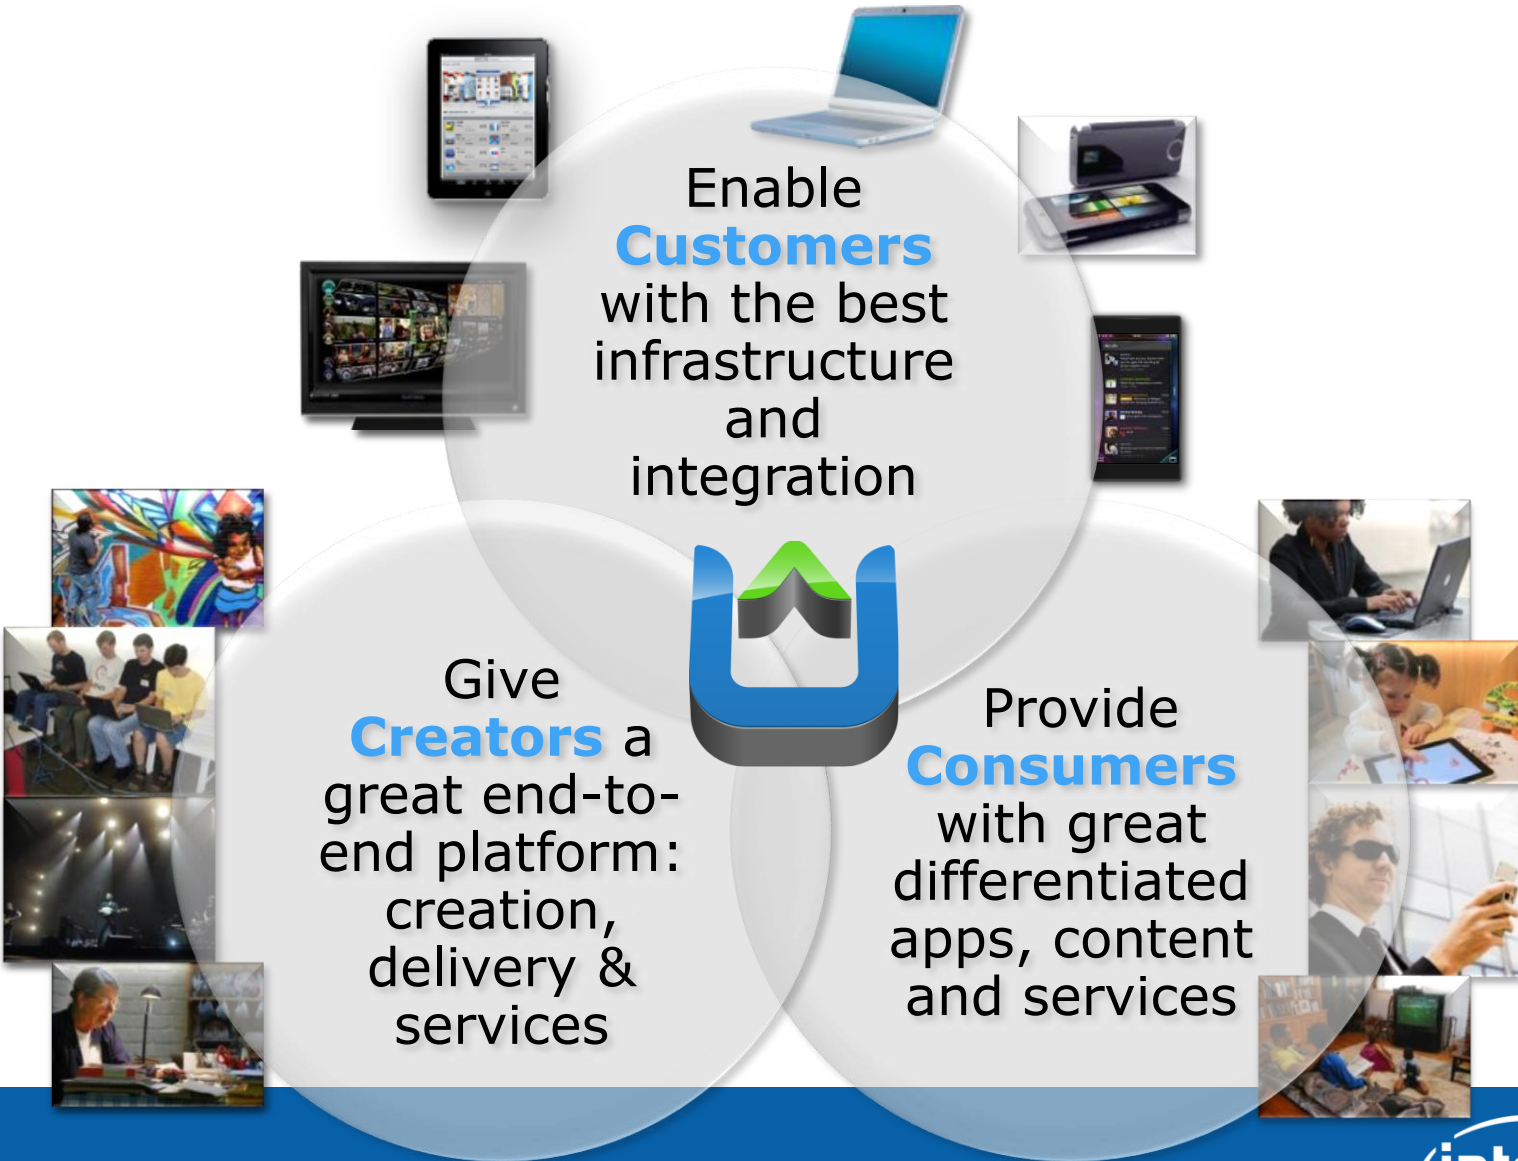 Enable
Customers
with the best
infrastructure
and
integration
Give
Creators a
great end-to-
end platform:
creation,
delivery &
services
Provide
Consumers
with great
differentiated
apps, content
and services